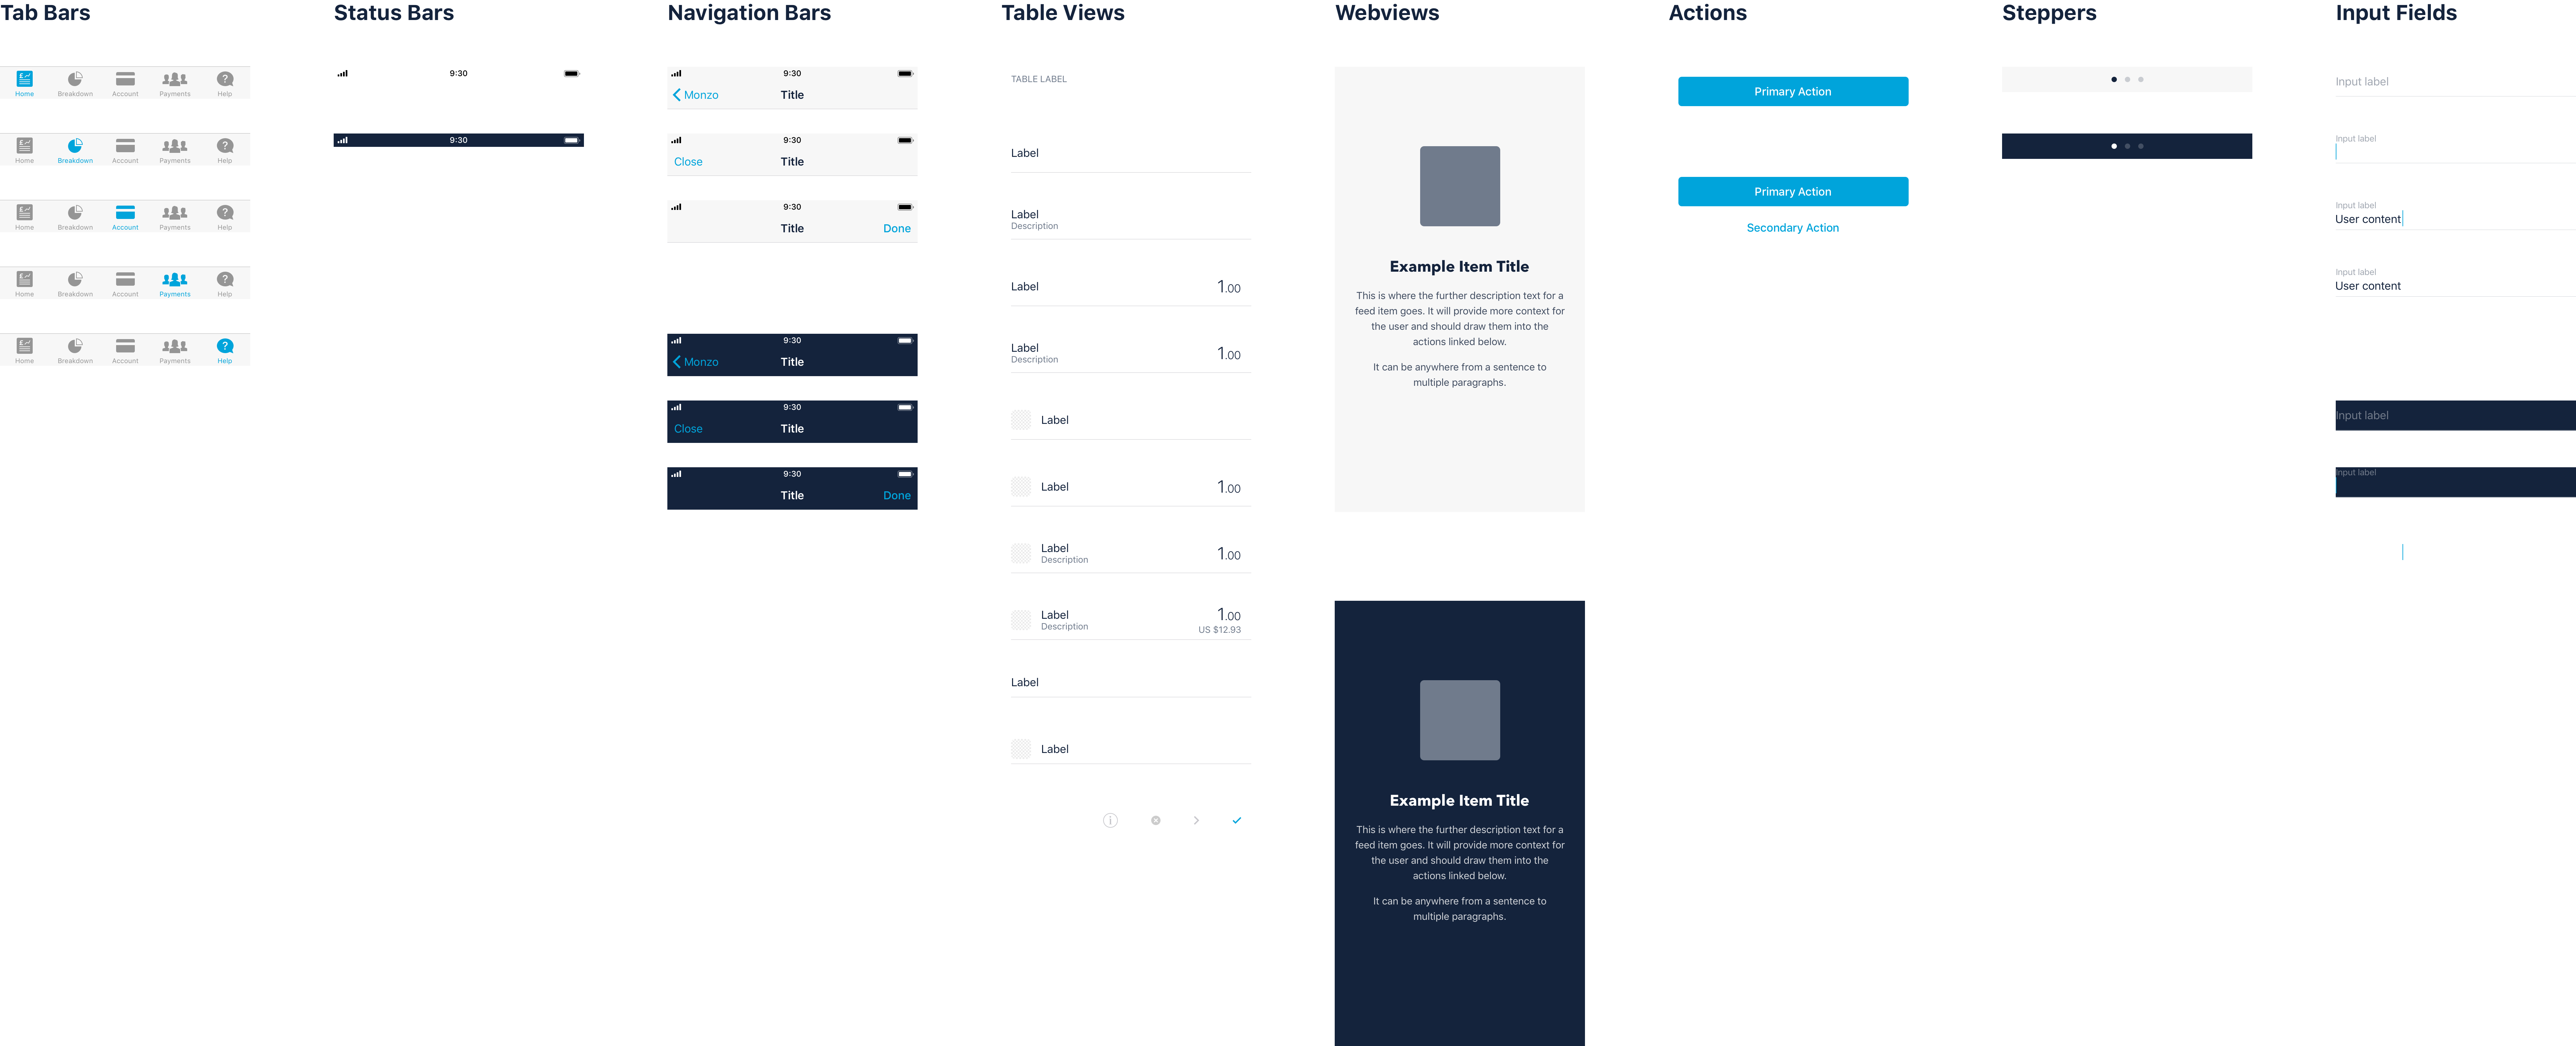 Tab Bars
Home Breakdown Account Payments Help
Home Breakdown Account Payments Help
Home Breakdown Account Payments Help
Home Breakdown Account Payments Help
Home Breakdown Account Payments Help
Status Bars
9:30
9:30
Navigation Bars
9:30
Monzo Title
9:30
Close Title
9:30
Title Done
9:30
Monzo Title
9:30
Close Title
9:30
Title Done
Table Views
TABLE LABEL
Label
Label
Description
Label 1.00
Label 1.00
Description
Label
Label 1.00
Label 1.00
Description
Label 1.00
Description US $12.93
Label
Label
Webviews
Example Item Title
This is where the further description text for a
feed item goes. It will provide more context for
the user and should draw them into the
actions linked below.
It can be anywhere from a sentence to
multiple paragraphs.
Example Item Title
This is where the further description text for a
feed item goes. It will provide more context for
the user and should draw them into the
actions linked below.
It can be anywhere from a sentence to
multiple paragraphs.
Actions
Primary Action
Primary Action
Secondary Action
Steppers
Input Fields
Input label
Input label
Input label
User content
Input label
User content
Input label
Input label